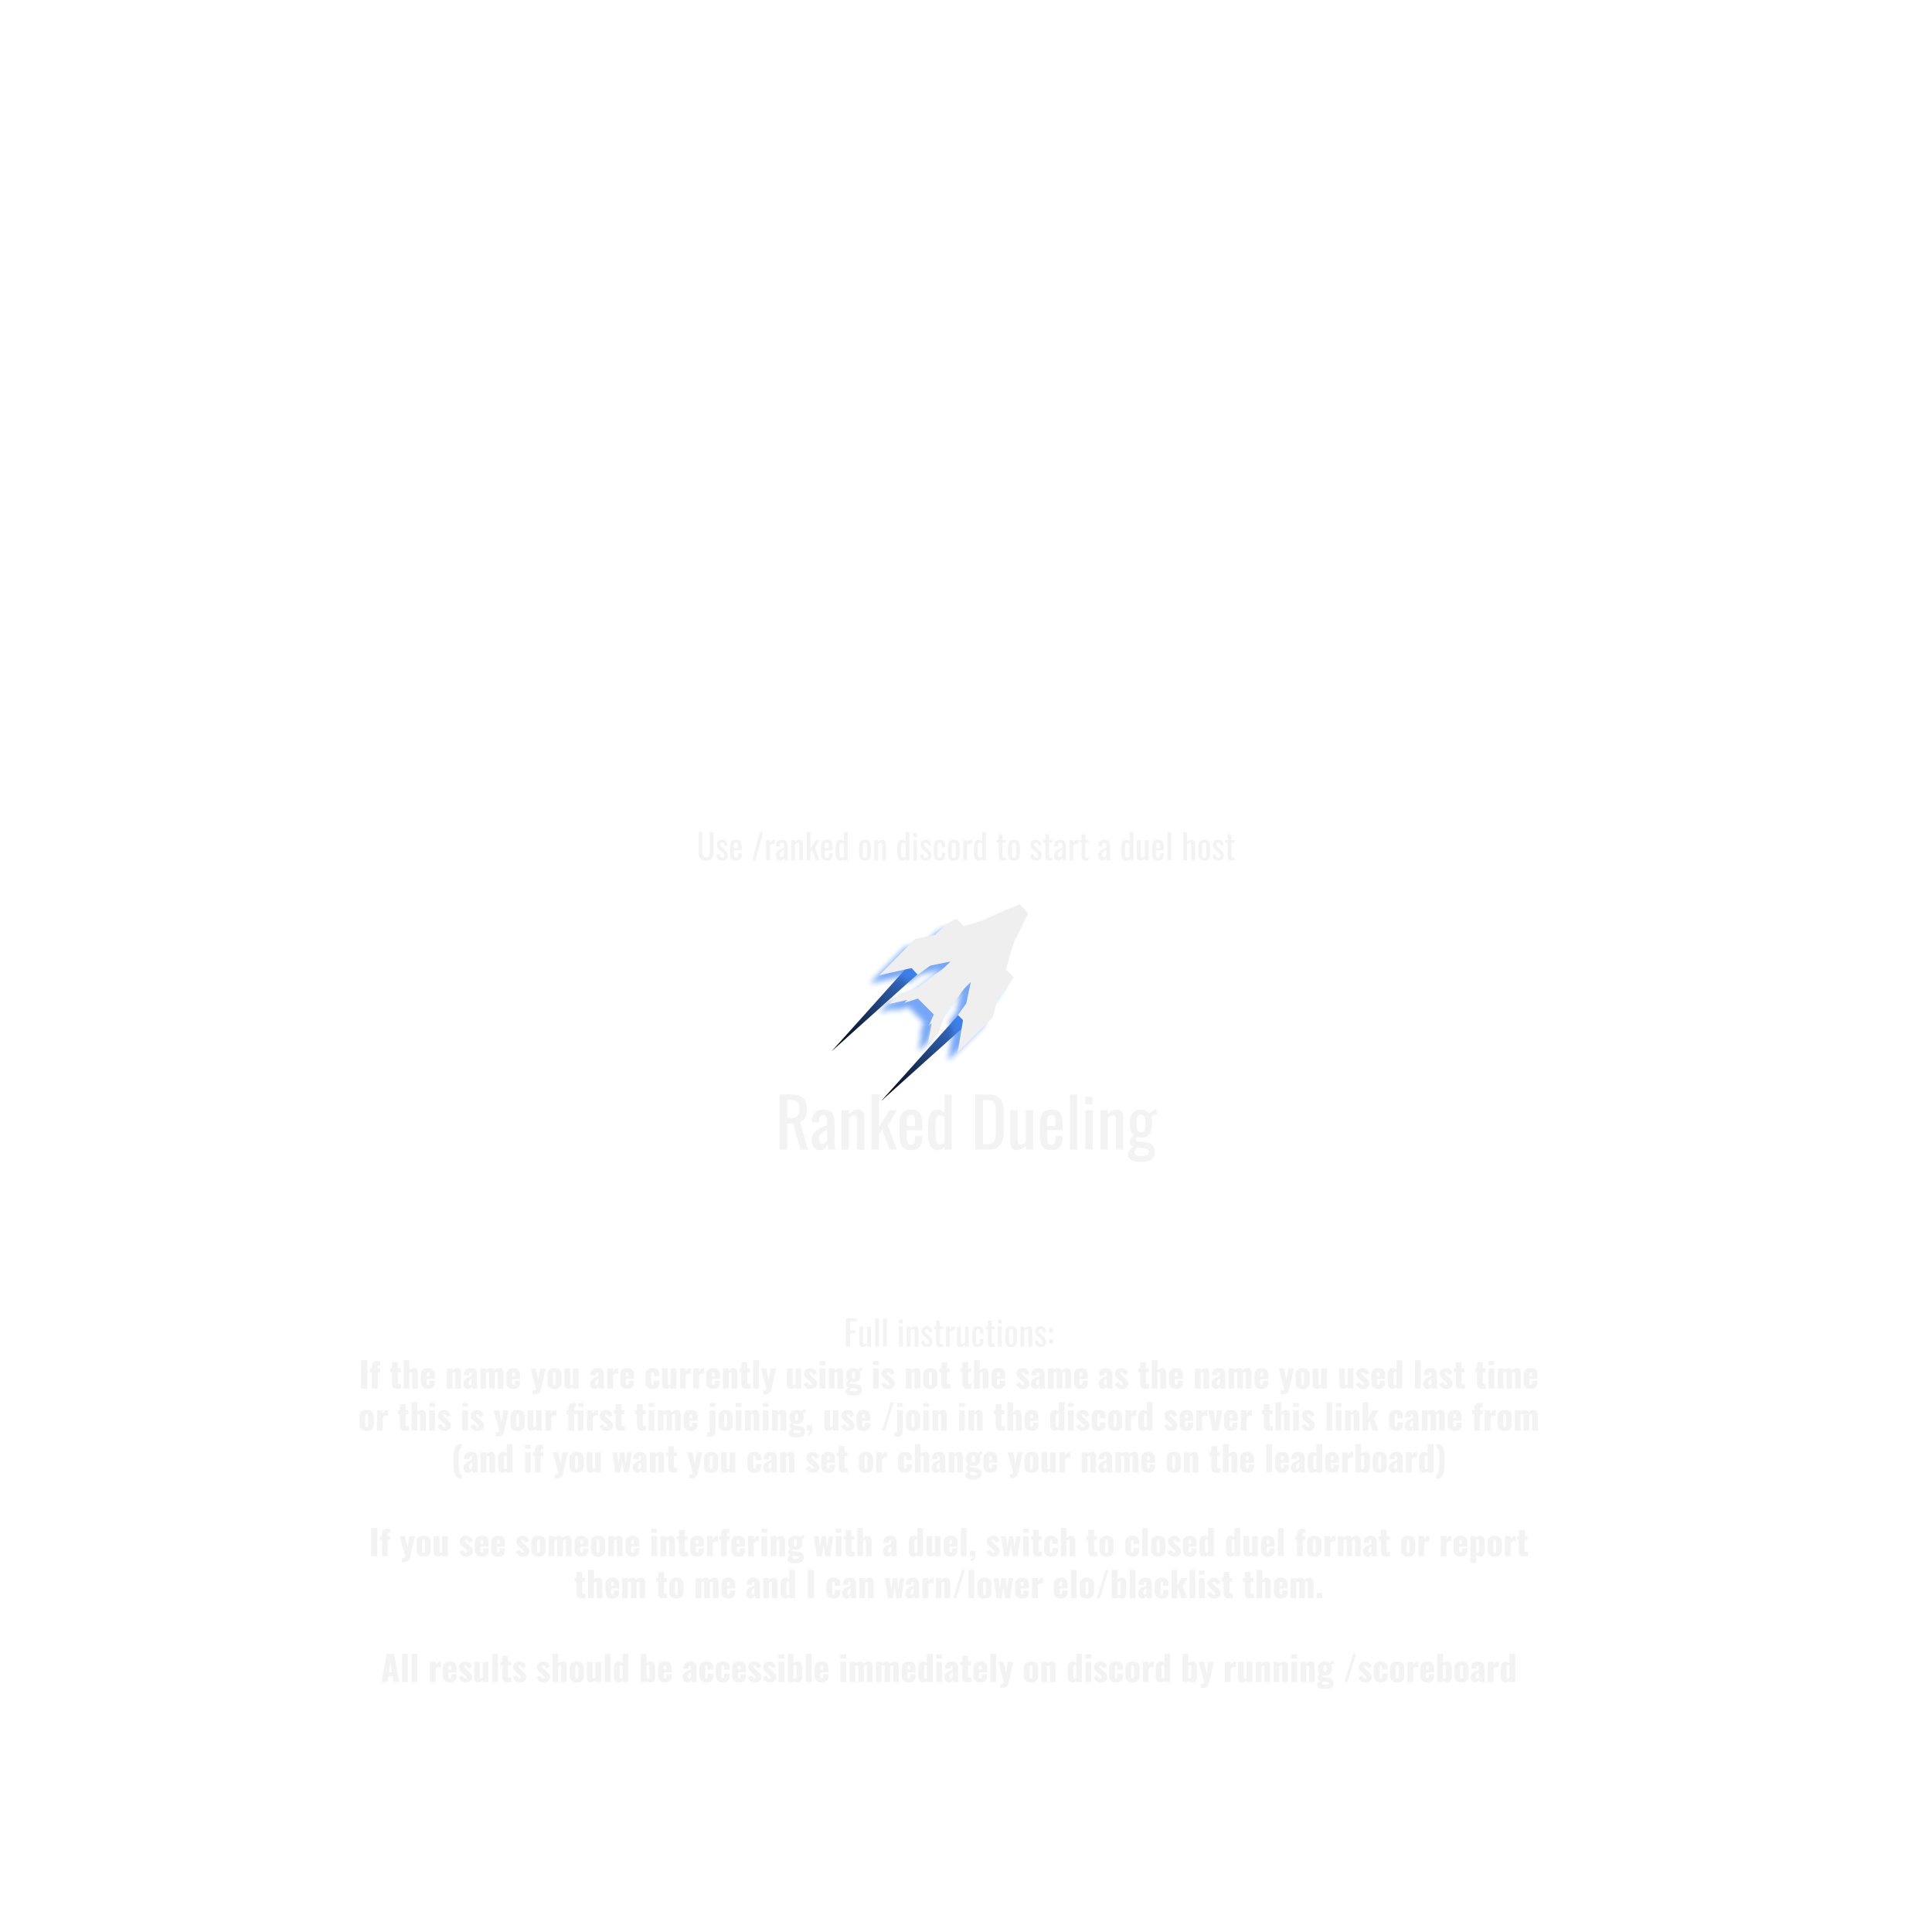 Use /ranked on discord to start a duel host
Ranked Dueling
Full instructions:
If the name you are currently using is not the same as the name you used last time
or this is your first time joining, use /join in the discord server this link came from
(and if you want you can set or change your name on the leaderboard)
If you see someone interfering with a duel, switch to closed duel format or report
them to me and I can warn/lower elo/blacklist them.
All results should be accessible immediately on discord by running /scoreboard